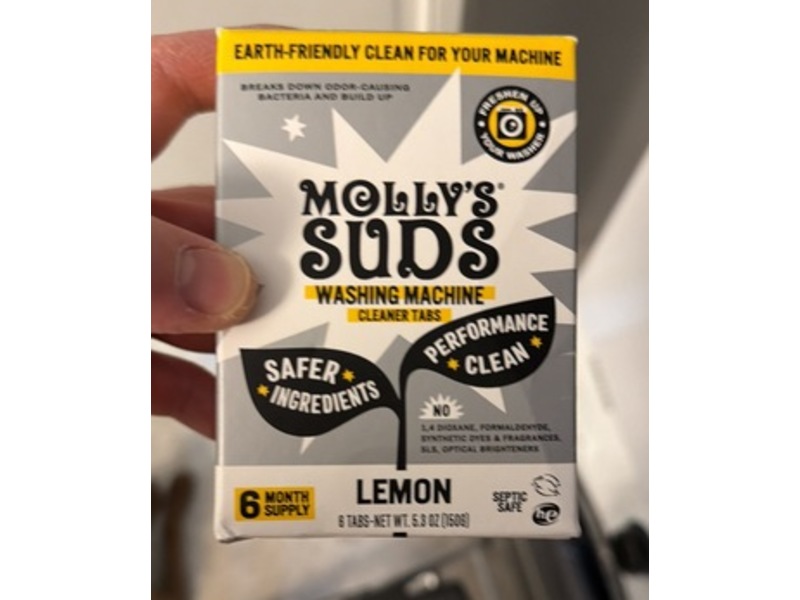 EARTH-FRIENDLY CLEAN FOR YOUR MACHINE
BREAKS DOWN ODOR-CAUSING
BACTERIA AND BUILD UP
FRESHEN UP
YOUR WASHER
MOLLY'S®
SUDS
WASHING MACHINE
CLEANER TABS
SAFER
INGREDIENTS
PERFORMANCE
CLEAN
NO
1,4 DIOXANE, FORMALDEHYDE,
SYNTHETIC DYES & FRAGRANCES,
SLS, OPTICAL BRIGHTENERS
6 MONTH
SUPPLY
LEMON
6 TABS-NET WT. 5.3 OZ (150G)
SEPTIC
SAFE
he